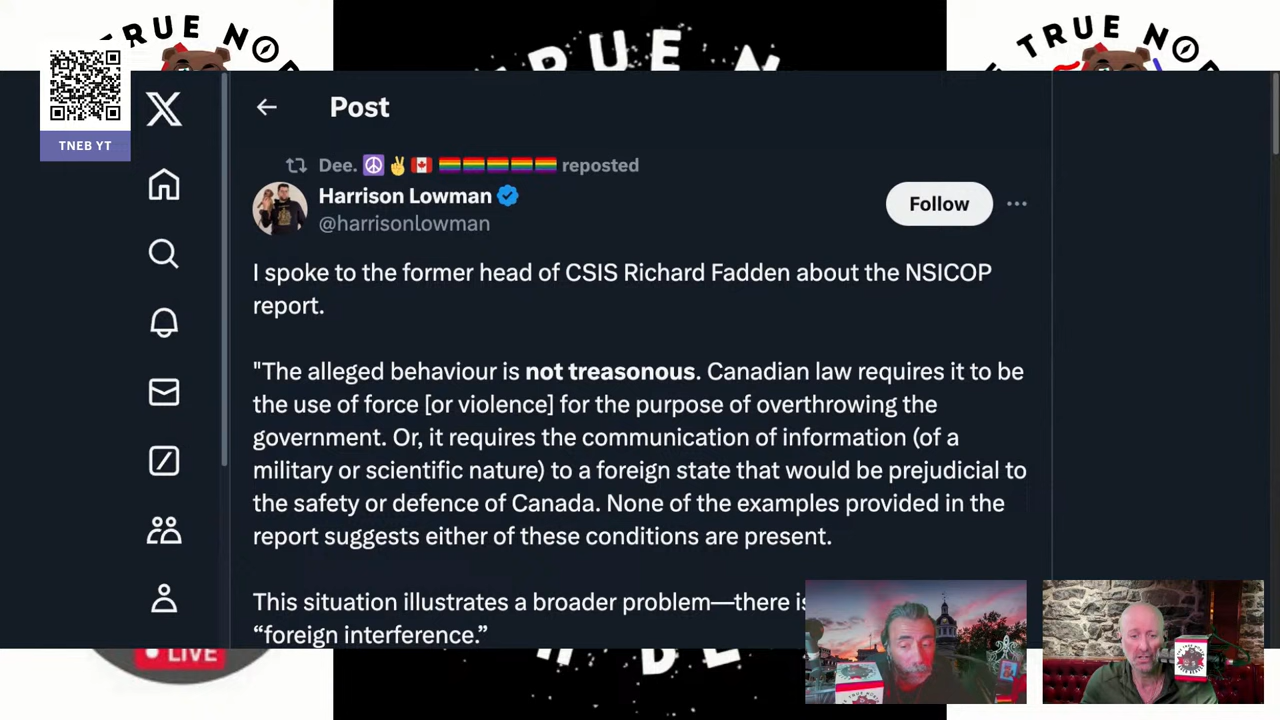 TRUE NO
TRUE N
TRUE NO
TNEB YT
Post
Dee. ☮️✌️🇨🇦 🏳️‍🌈🏳️‍🌈🏳️‍🌈🏳️‍🌈🏳️‍🌈 reposted
Harrison Lowman
@harrisonlowman
Follow
I spoke to the former head of CSIS Richard Fadden about the NSICOP
report.
"The alleged behaviour is not treasonous. Canadian law requires it to be
the use of force [or violence] for the purpose of overthrowing the
government. Or, it requires the communication of information (of a
military or scientific nature) to a foreign state that would be prejudicial to
the safety or defence of Canada. None of the examples provided in the
report suggests either of these conditions are present.
This situation illustrates a broader problem—there is
“foreign interference.”
LIVE